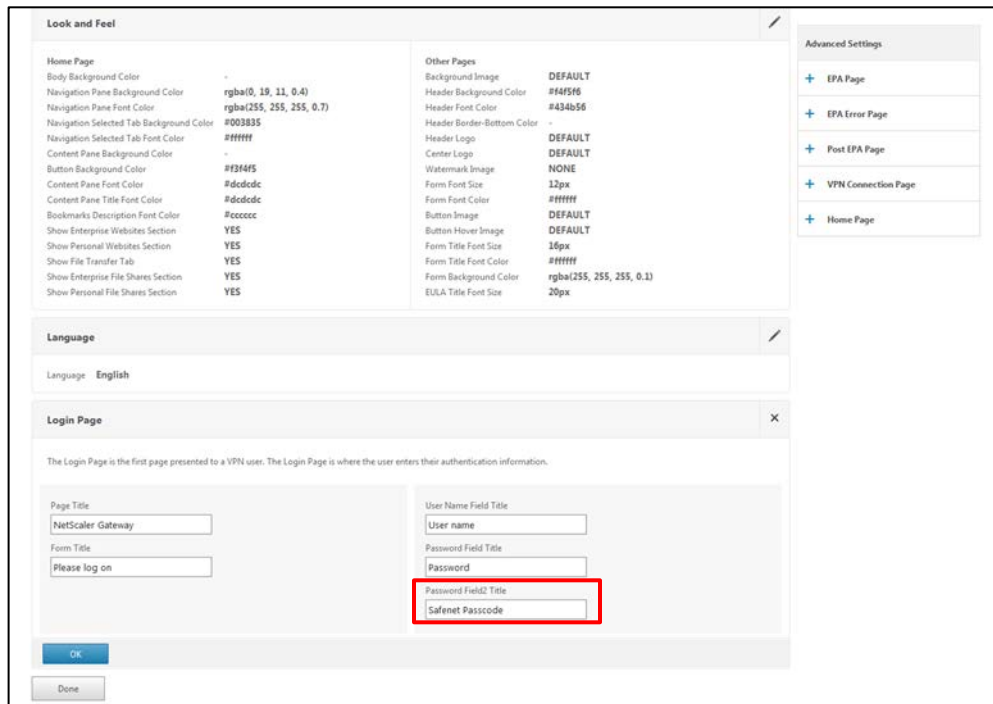 Look and Feel
Home Page
Body Background Color -
Navigation Pane Background Color rgba(0, 19, 11, 0.4)
Navigation Pane Font Color rgba(255, 255, 255, 0.7)
Navigation Selected Tab Background Color #003835
Navigation Selected Tab Font Color #ffffff
Content Pane Background Color -
Button Background Color #f3f4f5
Content Pane Font Color #dcdcdc
Content Pane Title Font Color #dcdcdc
Bookmarks Description Font Color #cccccc
Show Enterprise Websites Section YES
Show Personal Websites Section YES
Show File Transfer Tab YES
Show Enterprise File Shares Section YES
Show Personal File Shares Section YES
Other Pages
Background Image DEFAULT
Header Background Color #f4f5f6
Header Font Color #434b56
Header Border-Bottom Color -
Header Logo DEFAULT
Center Logo DEFAULT
Watermark Image NONE
Form Font Size 12px
Form Font Color #ffffff
Button Image DEFAULT
Button Hover Image DEFAULT
Form Title Font Size 16px
Form Title Font Color #ffffff
Form Background Color rgba(255, 255, 255, 0.1)
EULA Title Font Size 20px
Language
Language English
Login Page
The Login Page is the first page presented to a VPN user. The Login Page is where the user enters their authentication information.
Page Title
NetScaler Gateway
Form Title
Please log on
User Name Field Title
User name
Password Field Title
Password
Password Field2 Title
Safenet Passcode
OK
Done
Advanced Settings
+ EPA Page
+ EPA Error Page
+ Post EPA Page
+ VPN Connection Page
+ Home Page